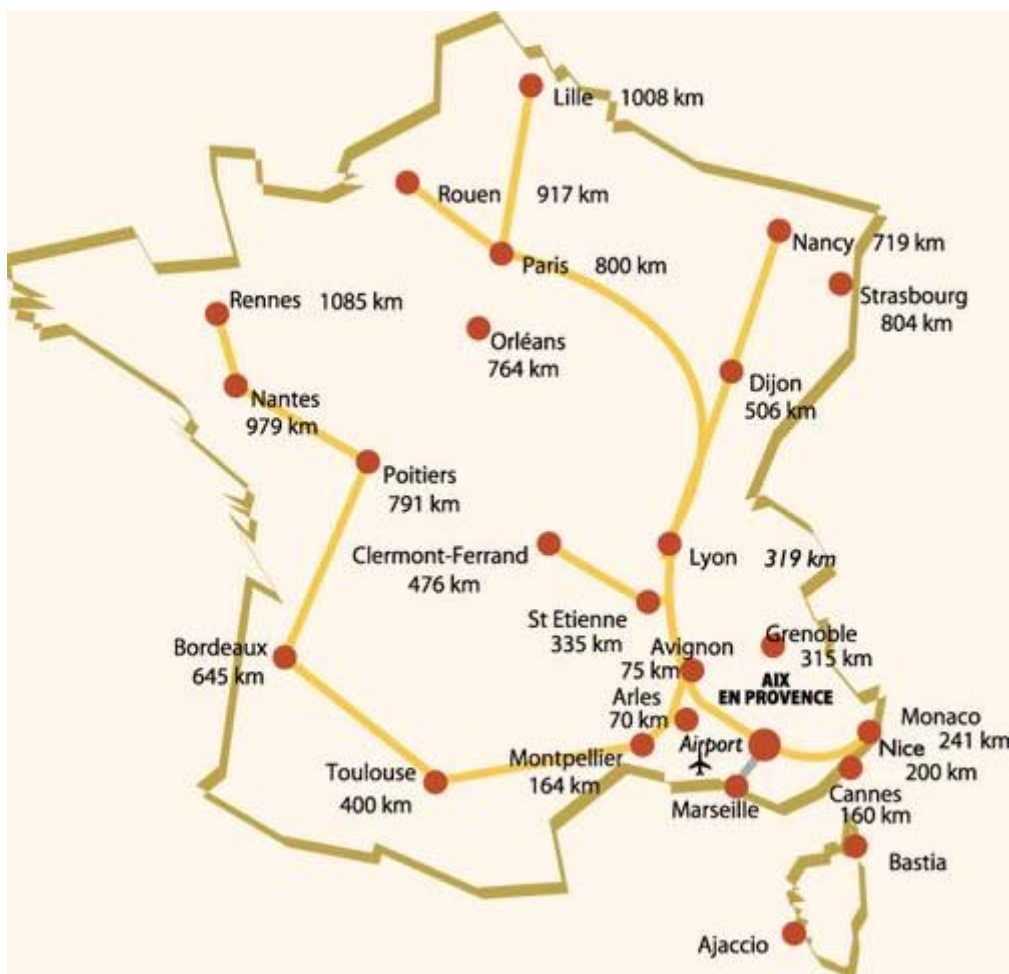 Lille 1008 km
Rouen 917 km
Nancy 719 km
Paris 800 km
Strasbourg
804 km
Rennes 1085 km
Orléans
764 km
Dijon
506 km
Nantes
979 km
Poitiers
791 km
Clermont-Ferrand
476 km
Lyon 319 km
St Etienne
335 km
Grenoble
315 km
Avignon
75 km
Bordeaux
645 km
AIX
EN PROVENCE
Arles
70 km
Airport
Monaco
241 km
Nice
200 km
Montpellier
164 km
Toulouse
400 km
Marseille
Cannes
160 km
Bastia
Ajaccio